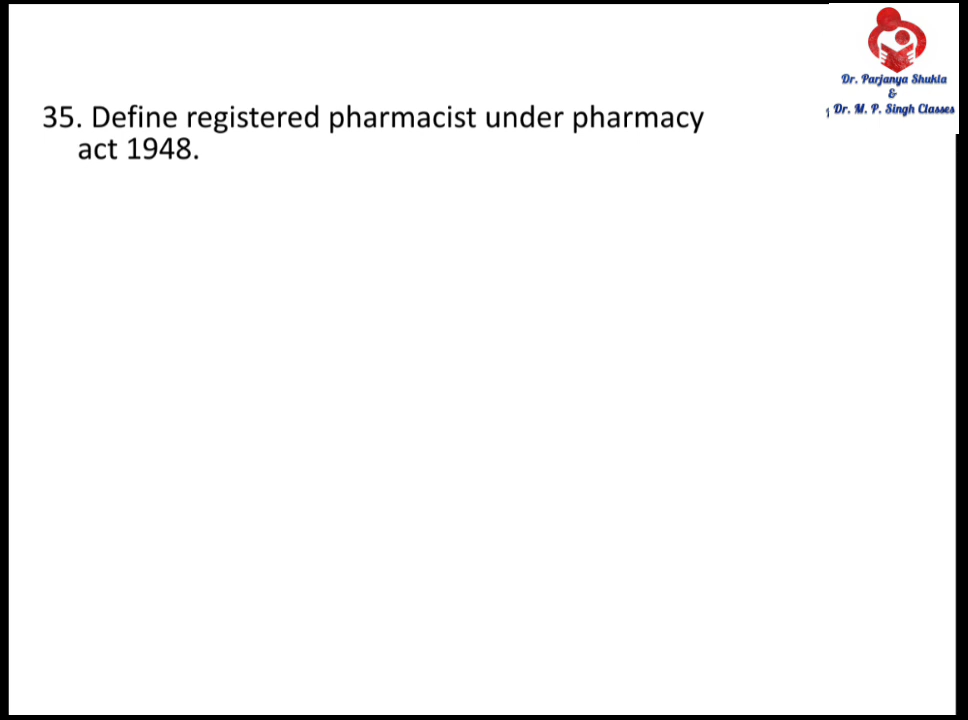 Dr. Parjanya Shukla
&
Dr. M. P. Singh Classes
35. Define registered pharmacist under pharmacy
act 1948.